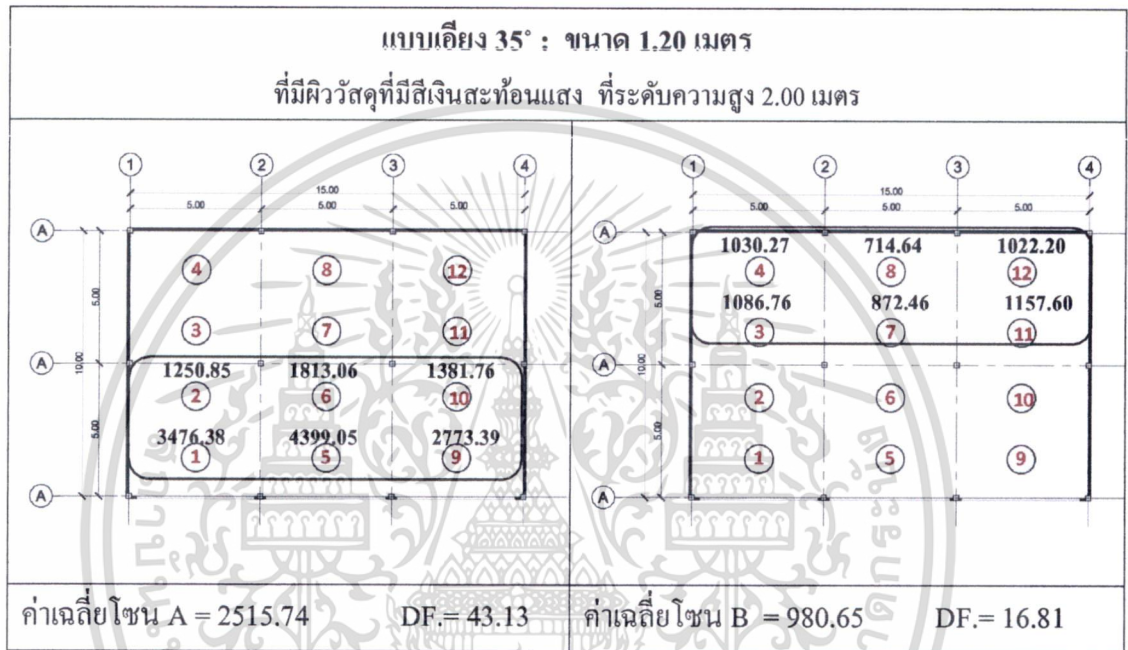 แบบเอียง 35° : ขนาด 1.20 เมตร
ที่มีผิววัสดุที่มีสีเงินสะท้อนแสง ที่ระดับความสูง 2.00 เมตร
1 2 3 4
15.00
5.00 5.00 5.00
A
4 8 12
5.00
3 7 11
10.00
A
1250.85 1813.06 1381.76
2 6 10
5.00
3476.38 4399.05 2773.39
1 5 9
A
1 2 3 4
15.00
5.00 5.00 5.00
A
1030.27 714.64 1022.20
4 8 12
5.00
1086.76 872.46 1157.60
3 7 11
10.00
A
2 6 10
5.00
1 5 9
A
ค่าเฉลี่ยโซน A = 2515.74 DF.= 43.13
ค่าเฉลี่ยโซน B = 980.65 DF.= 16.81